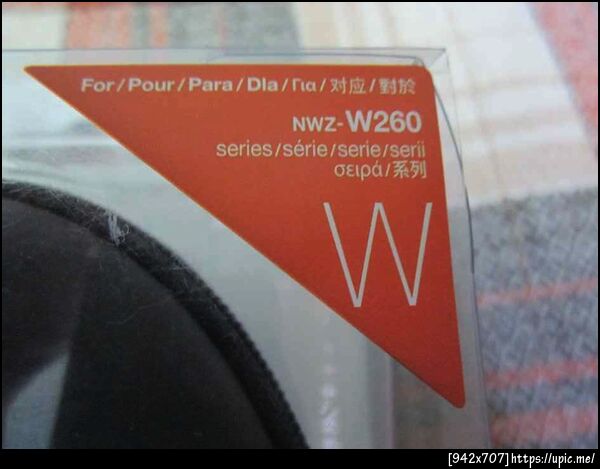 For/Pour/Para/Dla/Για/对应/對於
NWZ-W260
series/série/serie/serii
σειρά/系列
W
[942x707]https://upic.me/